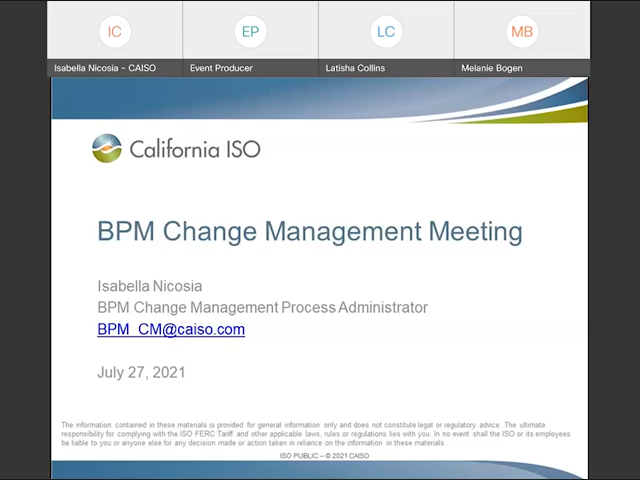 IC EP LC MB
Isabella Nicosia – CAISO Event Producer Latisha Collins Melanie Bogen
California ISO
BPM Change Management Meeting
Isabella Nicosia
BPM Change Management Process Administrator
BPM_CM@caiso.com
July 27, 2021
The information contained in these materials is provided for general information only and does not constitute legal or regulatory advice. The ultimate
responsibility for complying with the ISO FERC Tariff and other applicable laws, rules or regulations lies with you. In no event shall the ISO or its employees
be liable to you or anyone else for any decision made or action taken in reliance on the information in these materials.
ISO PUBLIC – © 2021 CAISO